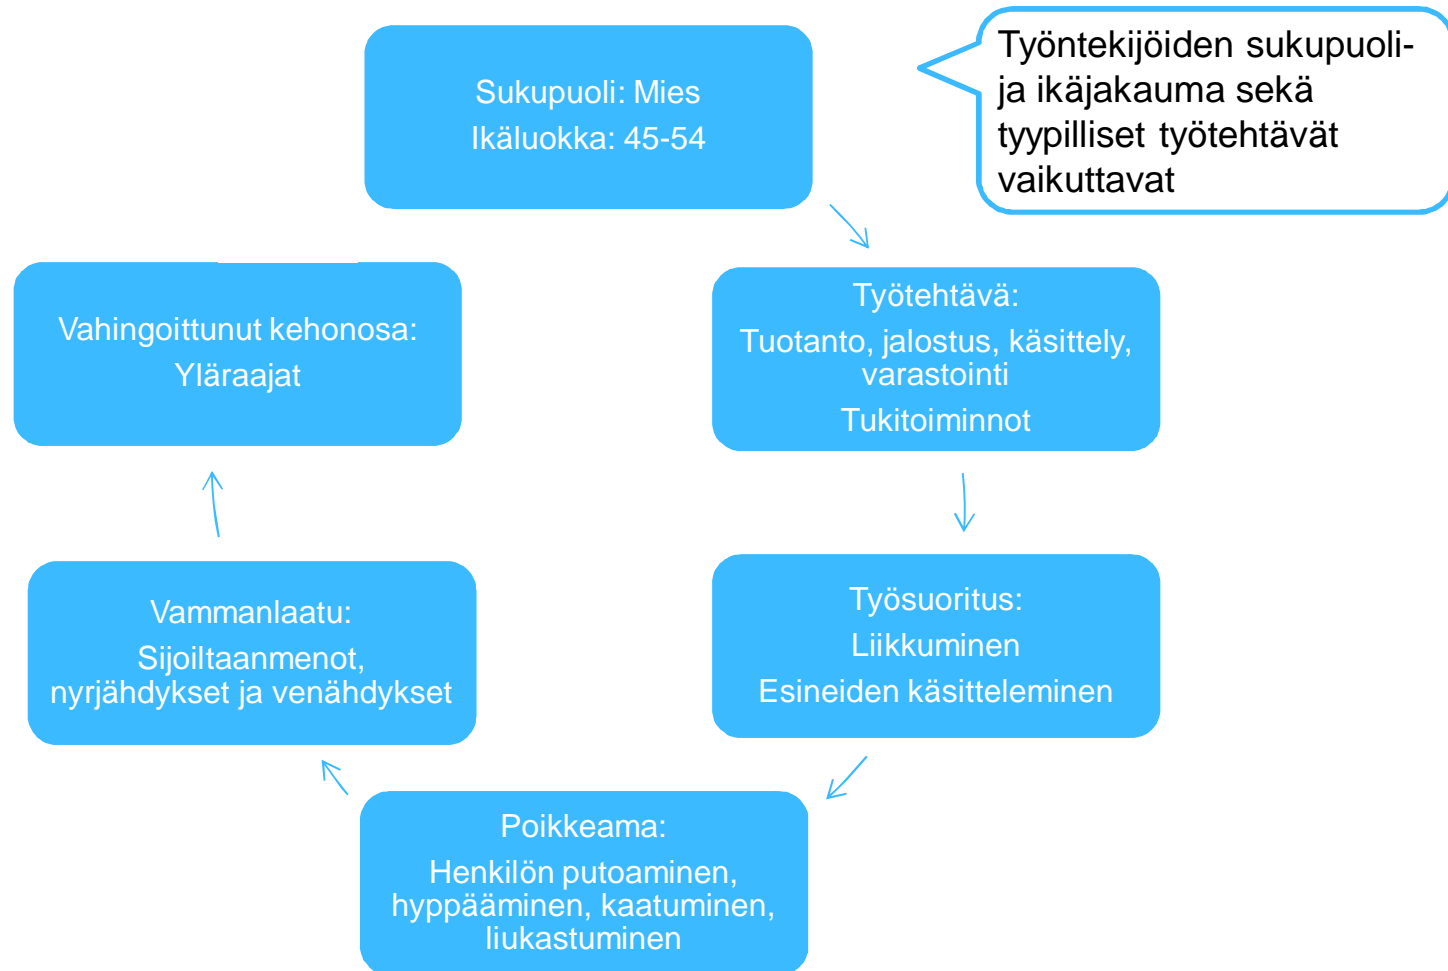 Sukupuoli: Mies
Ikäluokka: 45-54
Työntekijöiden sukupuoli-
ja ikäjakauma sekä
tyypilliset työtehtävät
vaikuttavat
Työtehtävä:
Tuotanto, jalostus, käsittely,
varastointi
Tukitoiminnot
Työsuoritus:
Liikkuminen
Esineiden käsitteleminen
Poikkeama:
Henkilön putoaminen,
hyppääminen, kaatuminen,
liukastuminen
Vammanlaatu:
Sijoiltaanmenot,
nyrjähdykset ja venähdykset
Vahingoittunut kehonosa:
Yläraajat